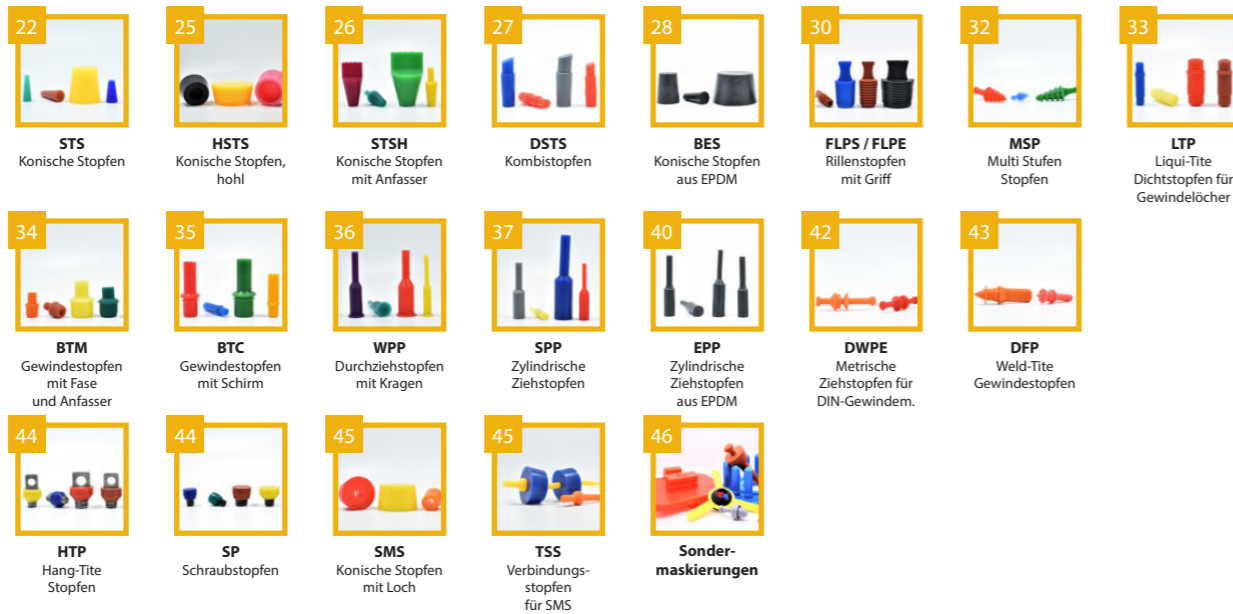 22
STS
Konische Stopfen
25
HSTS
Konische Stopfen,
hohl
26
STSH
Konische Stopfen
mit Anfasser
27
DSTS
Kombistopfen
28
BES
Konische Stopfen
aus EPDM
30
FLPS / FLPE
Rillenstopfen
mit Griff
32
MSP
Multi Stufen
Stopfen
33
LTP
Liqui-Tite
Dichtstopfen für
Gewindelöcher
34
BTM
Gewindestopfen
mit Fase
und Anfasser
35
BTC
Gewindestopfen
mit Schirm
36
WPP
Durchziehstopfen
mit Kragen
37
SPP
Zylindrische
Ziehstopfen
40
EPP
Zylindrische
Ziehstopfen
aus EPDM
42
DWPE
Metrische
Ziehstopfen für
DIN-Gewindem.
43
DFP
Weld-Tite
Gewindestopfen
44
HTP
Hang-Tite
Stopfen
44
SP
Schraubstopfen
45
SMS
Konische Stopfen
mit Loch
45
TSS
Verbindungs-
stopfen
für SMS
46
Sonder-
maskierungen